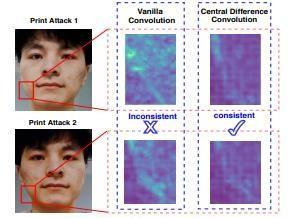 Vanilla
Convolution
Central Difference
Convolution
Print Attack 1
Inconsistent
consistent
Print Attack 2